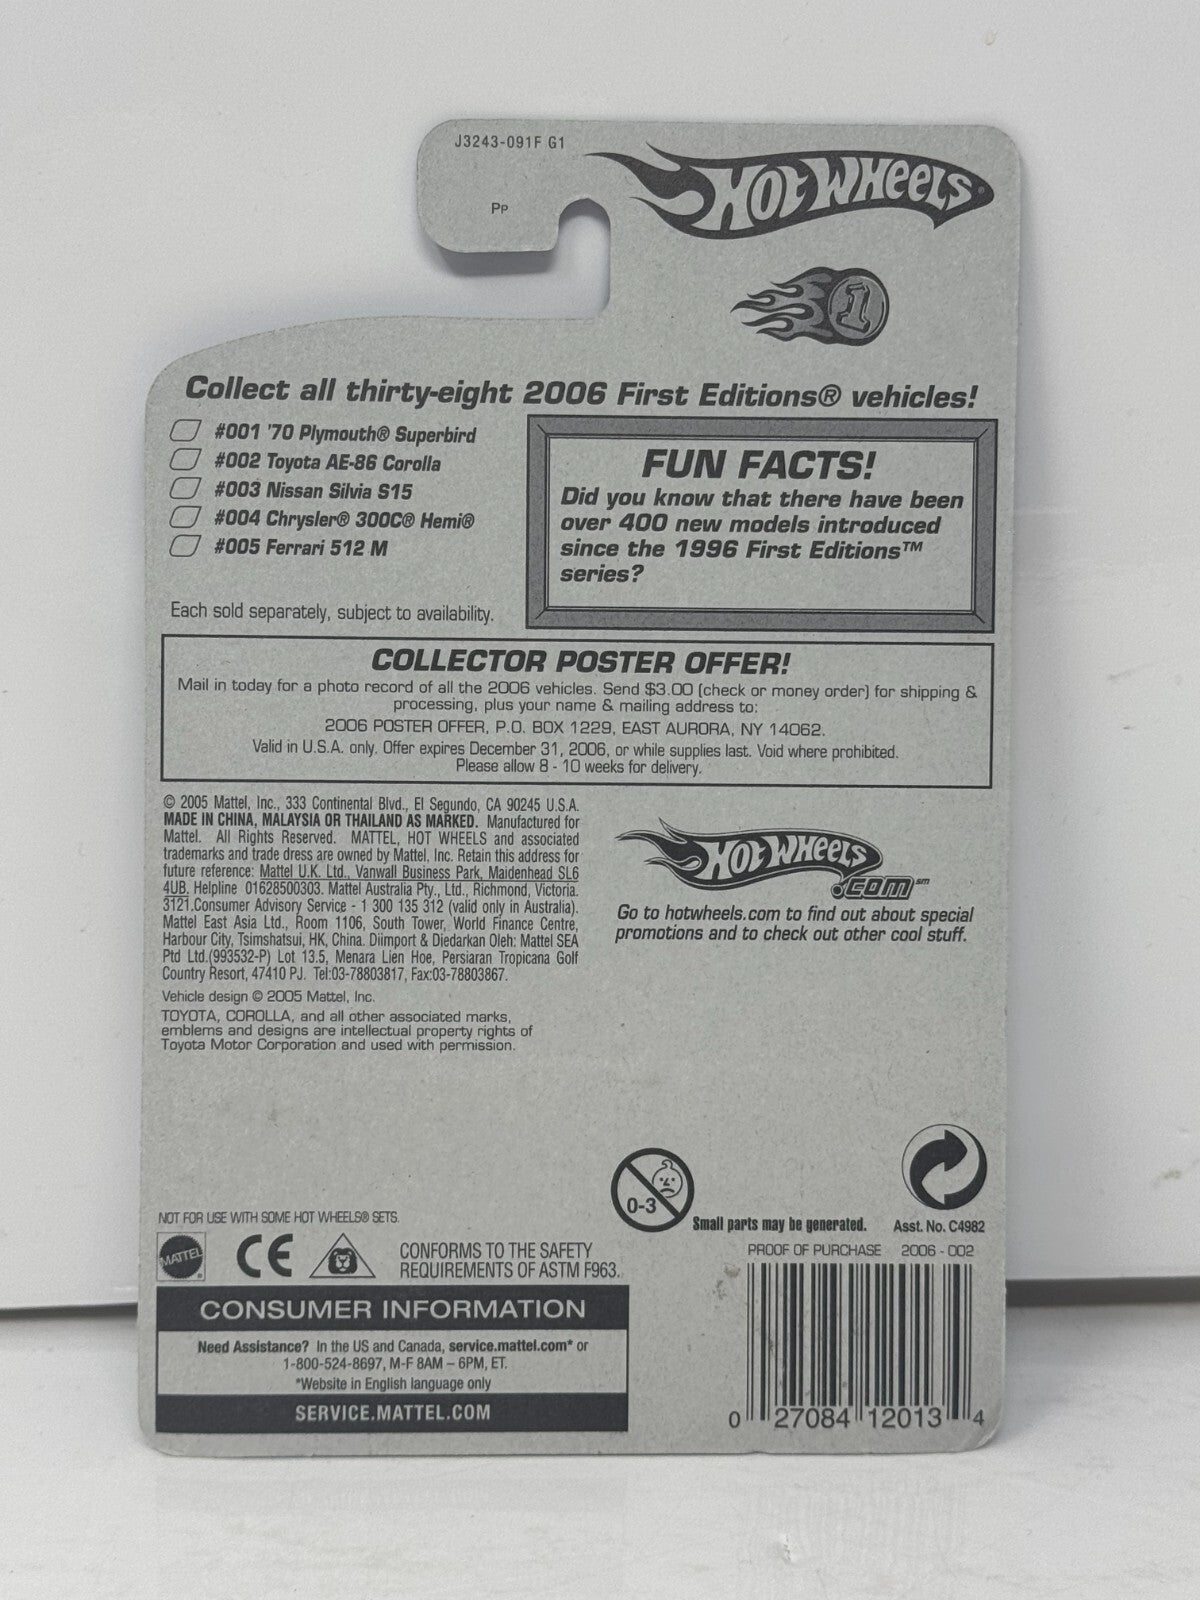 J3243-091F G1
Pp
HOT WHEELS®
1
Collect all thirty-eight 2006 First Editions® vehicles!
#001 '70 Plymouth® Superbird
#002 Toyota AE-86 Corolla
#003 Nissan Silvia S15
#004 Chrysler® 300C® Hemi®
#005 Ferrari 512 M
Each sold separately, subject to availability.
FUN FACTS!
Did you know that there have been
over 400 new models introduced
since the 1996 First Editions™
series?
COLLECTOR POSTER OFFER!
Mail in today for a photo record of all the 2006 vehicles. Send $3.00 (check or money order) for shipping &
processing, plus your name & mailing address to:
2006 POSTER OFFER, P.O. BOX 1229, EAST AURORA, NY 14062.
Valid in U.S.A. only. Offer expires December 31, 2006, or while supplies last. Void where prohibited.
Please allow 8 - 10 weeks for delivery.
© 2005 Mattel, Inc., 333 Continental Blvd., El Segundo, CA 90245 U.S.A.
MADE IN CHINA, MALAYSIA OR THAILAND AS MARKED. Manufactured for
Mattel. All Rights Reserved. MATTEL, HOT WHEELS and associated
trademarks and trade dress are owned by Mattel, Inc. Retain this address for
future reference: Mattel U.K. Ltd., Vanwall Business Park, Maidenhead SL6
4UB. Helpline 01628500303. Mattel Australia Pty., Ltd., Richmond, Victoria.
3121.Consumer Advisory Service - 1 300 135 312 (valid only in Australia).
Mattel East Asia Ltd., Room 1106, South Tower, World Finance Centre,
Harbour City, Tsimshatsui, HK, China. Diimport & Diedarkan Oleh: Mattel SEA
Ptd Ltd.(993532-P) Lot 13.5, Menara Lien Hoe, Persiaran Tropicana Golf
Country Resort, 47410 PJ. Tel:03-78803817, Fax:03-78803867.
Vehicle design © 2005 Mattel, Inc.
TOYOTA, COROLLA, and all other associated marks,
emblems and designs are intellectual property rights of
Toyota Motor Corporation and used with permission.
HOT WHEELS
.COM℠
Go to hotwheels.com to find out about special
promotions and to check out other cool stuff.
0-3
Small parts may be generated.
Asst. No. C4982
NOT FOR USE WITH SOME HOT WHEELS® SETS.
MATTEL®
CE
CONFORMS TO THE SAFETY
REQUIREMENTS OF ASTM F963.
PROOF OF PURCHASE 2006 - 002
CONSUMER INFORMATION
Need Assistance? In the US and Canada, service.mattel.com* or
1-800-524-8697, M-F 8AM – 6PM, ET.
*Website in English language only
SERVICE.MATTEL.COM
0 27084 12013 4